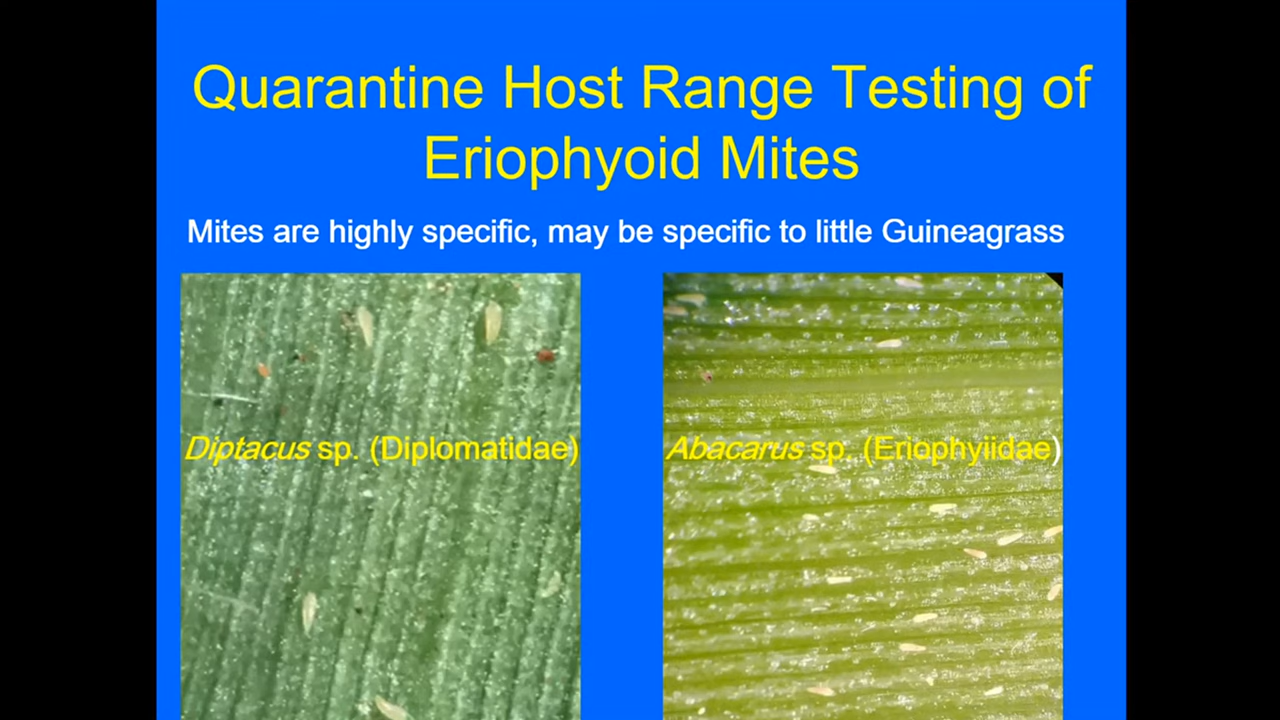 Quarantine Host Range Testing of
Eriophyoid Mites
Mites are highly specific, may be specific to little Guineagrass
Diptacus sp. (Diplomatidae)
Abacarus sp. (Eriophyiidae)